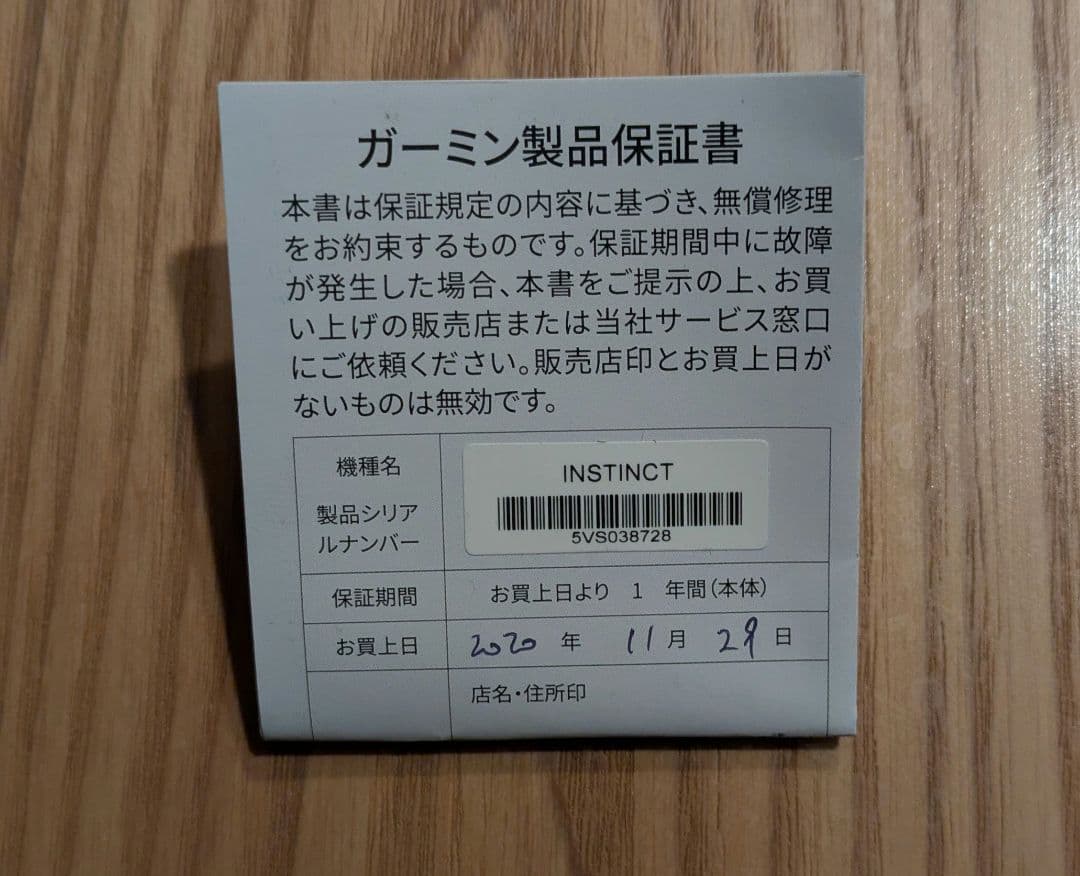 ガーミン製品保証書
本書は保証規定の内容に基づき、無償修理
をお約束するものです。保証期間中に故障
が発生した場合、本書をご提示の上、お買
い上げの販売店または当社サービス窓口
にご依頼ください。販売店印とお買上日が
ないものは無効です。
機種名
INSTINCT
製品シリア
ルナンバー
5VS038728
保証期間
お買上日より 1 年間(本体)
お買上日
2020 年 11 月 29 日
店名・住所印